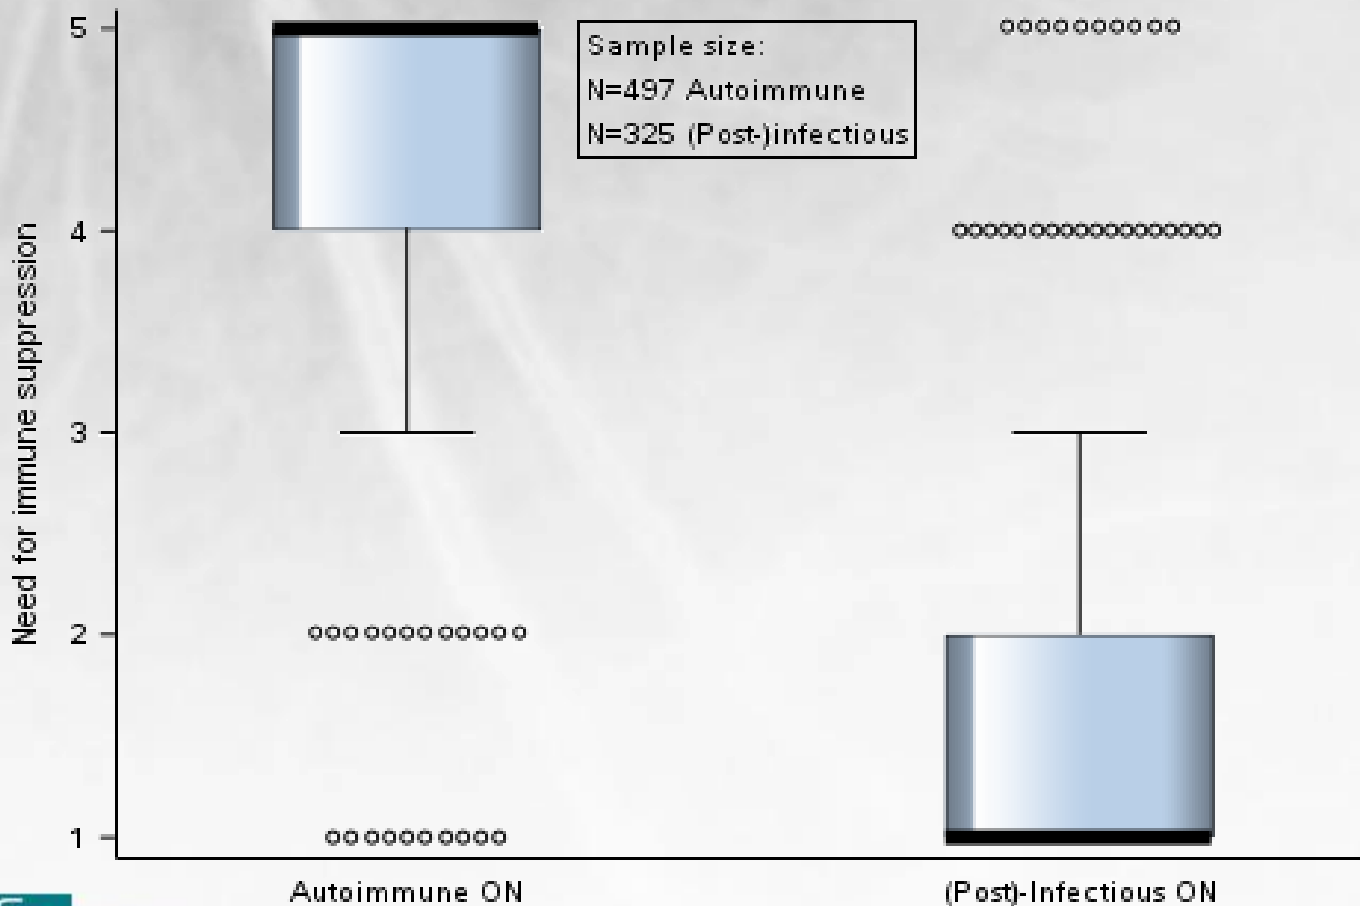 5
Sample size:
N=497 Autoimmune
N=325 (Post-)infectious
4
3
2
1
Need for immune suppression
Autoimmune ON
(Post)-Infectious ON